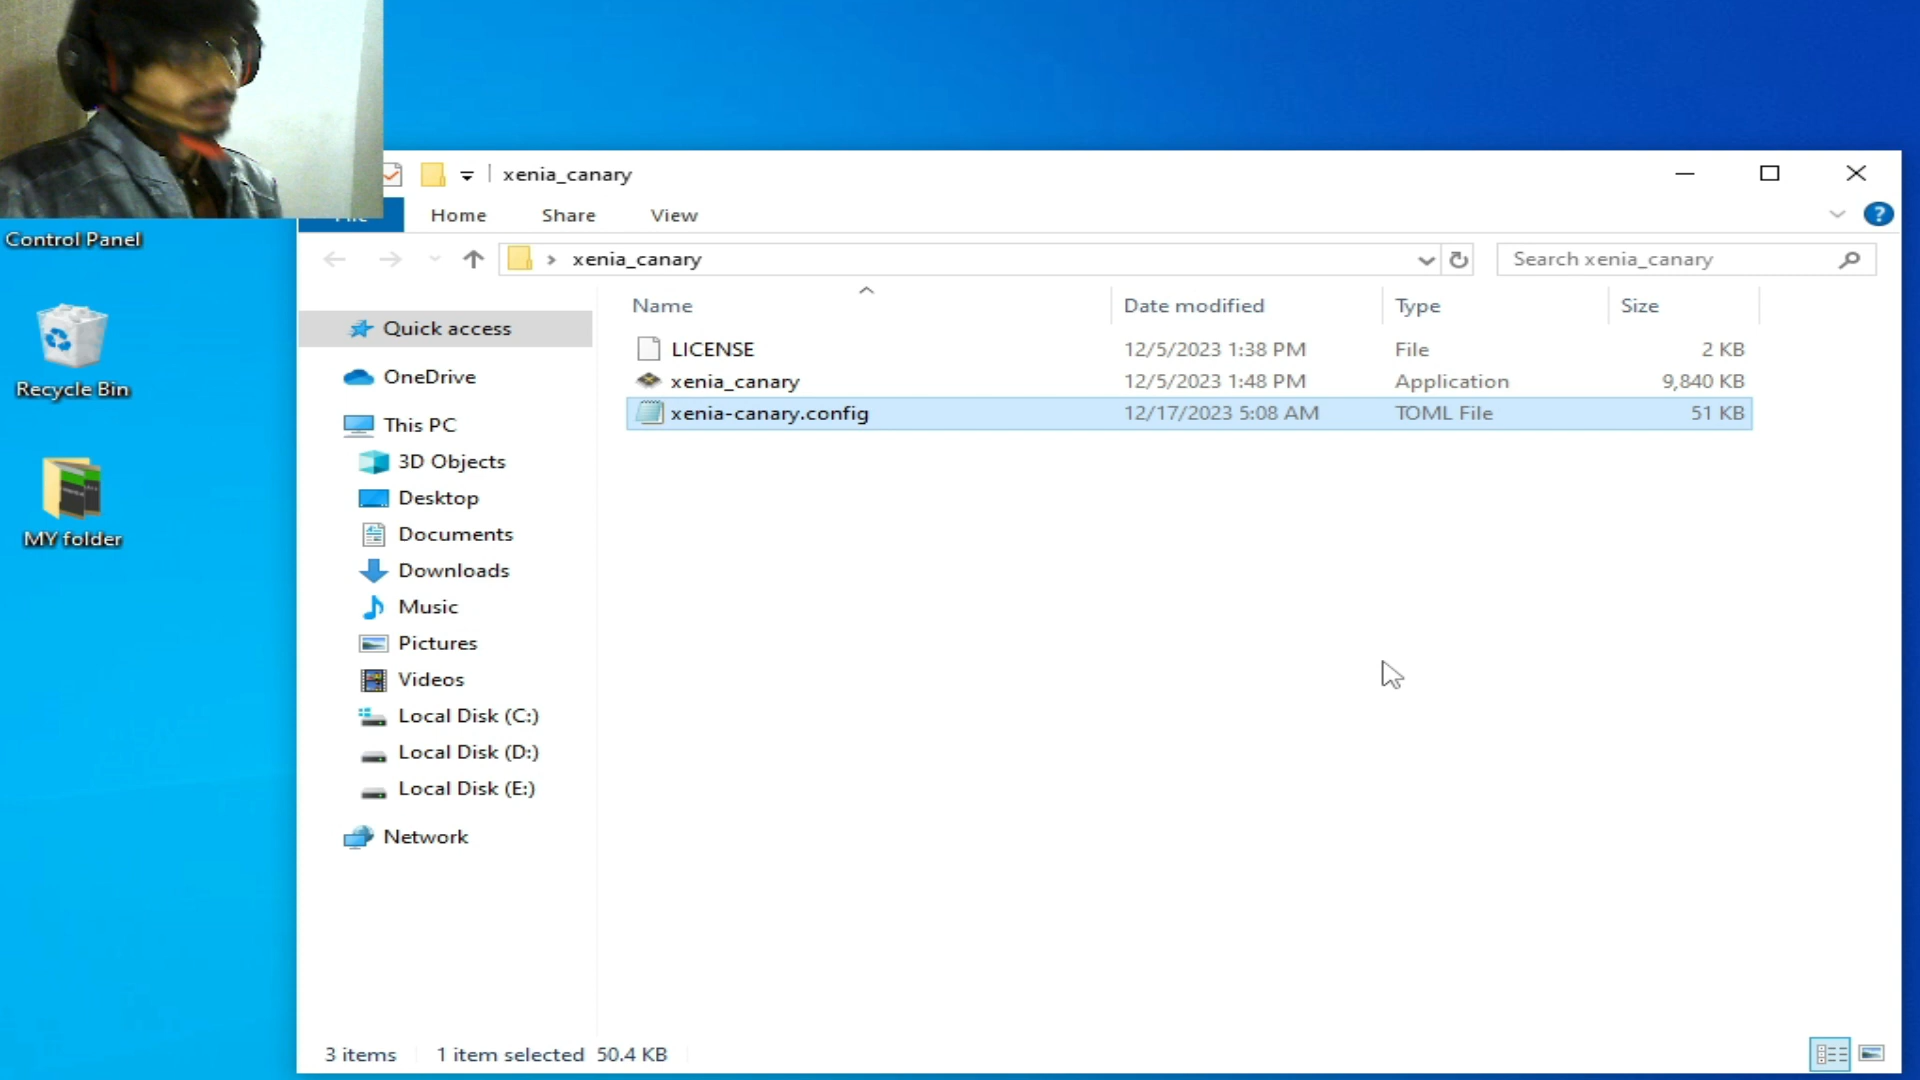 xenia_canary
Home Share View
xenia_canary
Search xenia_canary
Control Panel
Recycle Bin
MY folder
Quick access
OneDrive
This PC
3D Objects
Desktop
Documents
Downloads
Music
Pictures
Videos
Local Disk (C:)
Local Disk (D:)
Local Disk (E:)
Network
Name Date modified Type Size
LICENSE 12/5/2023 1:38 PM File 2 KB
xenia_canary 12/5/2023 1:48 PM Application 9,840 KB
xenia-canary.config 12/17/2023 5:08 AM TOML File 51 KB
3 items 1 item selected 50.4 KB